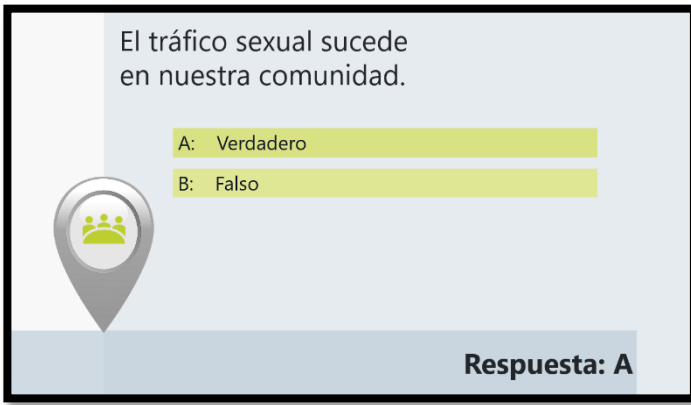 El tráfico sexual sucede
en nuestra comunidad.
A: Verdadero
B: Falso
Respuesta: A